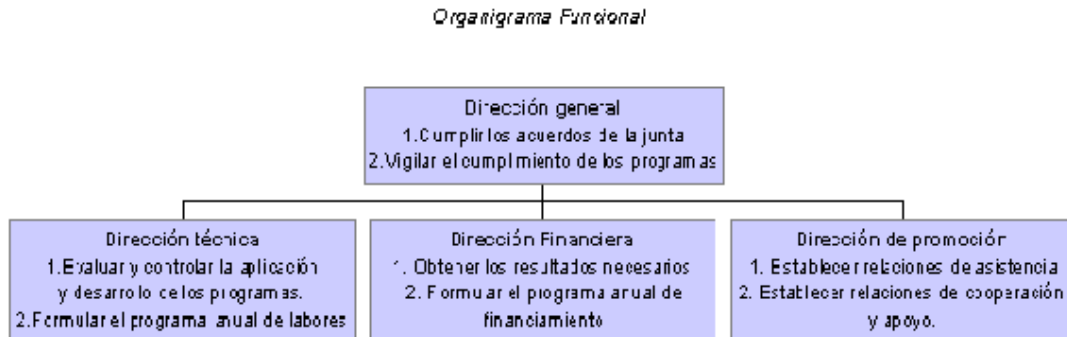 Organigrama Funcional
Dirección general
1.Cumplir los acuerdos de la junta
2.Vigilar el cumplimiento de los programas
Dirección técnica
1.Evaluar y controlar la aplicación
y desarrollo de los programas.
2.Formular el programa anual de labores
Dirección Financiera
1. Obtener los resultados necesarios
2. Formular el programa anual de
financiamiento
Dirección de promoción
1. Establecer relaciones de asistencia
2. Establecer relaciones de cooperación
y apoyo.